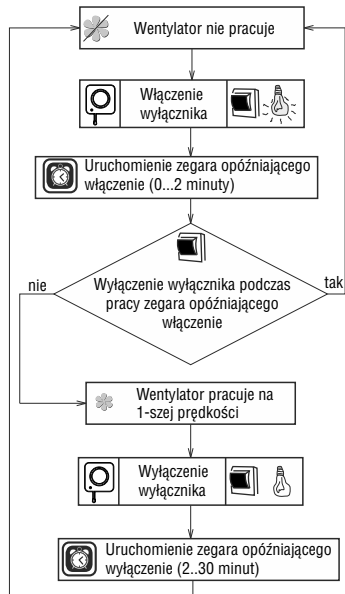 Wentylator nie pracuje
Włączenie
wyłącznika
Uruchomienie zegara opóźniającego
włączenie (0...2 minuty)
nie
tak
Wyłączenie wyłącznika podczas
pracy zegara opóźniającego
włączenie
Wentylator pracuje na
1-szej prędkości
Wyłączenie
wyłącznika
Uruchomienie zegara opóźniającego
wyłączenie (2..30 minut)